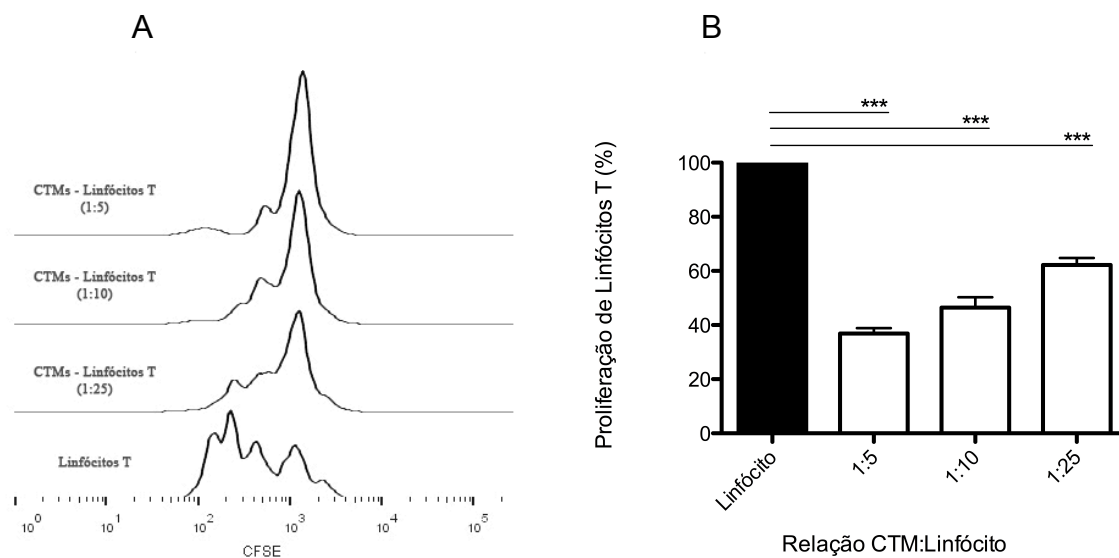 A
CTMs - Linfócitos T
(1:5)
CTMs - Linfócitos T
(1:10)
CTMs - Linfócitos T
(1:25)
Linfócitos T
10^0 10^1 10^2 10^3 10^4 10^5
CFSE
B
***
***
***
Proliferação de Linfócitos T (%)
100
80
60
40
20
0
Linfócito 1:5 1:10 1:25
Relação CTM:Linfócito